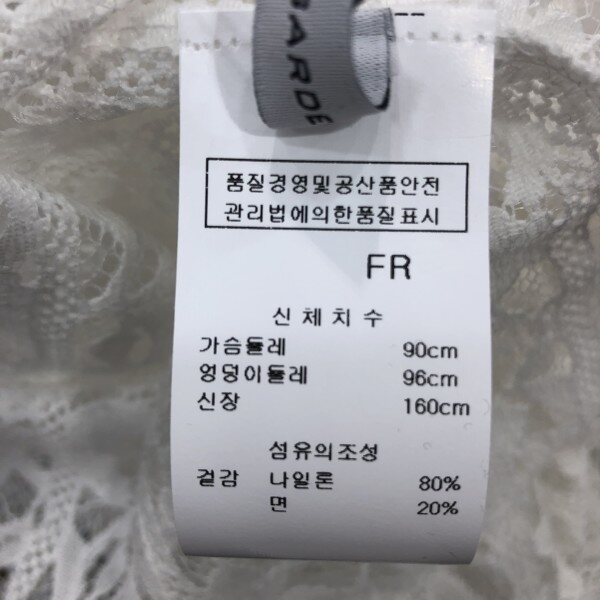 GARDE
품질경영및공산품안전
관리법에의한품질표시
FR
신체치수
가슴둘레 90cm
엉덩이둘레 96cm
신장 160cm
섬유의조성
겉감 나일론 80%
면 20%